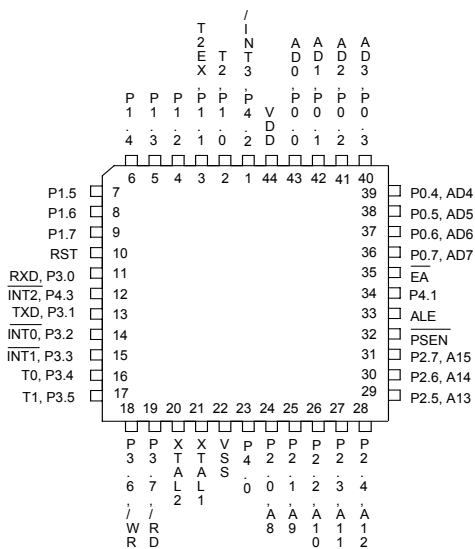 P1.4
P1.3
P1.2
T2EX,P1.1
T2,P1.0
/INT3,P4.2
VDD
AD0,P0.0
AD1,P0.1
AD2,P0.2
AD3,P0.3
6 5 4 3 2 1 44 43 42 41 40
P1.5 7
P1.6 8
P1.7 9
RST 10
RXD, P3.0 11
INT2, P4.3 12
TXD, P3.1 13
INT0, P3.2 14
INT1, P3.3 15
T0, P3.4 16
T1, P3.5 17
39 P0.4, AD4
38 P0.5, AD5
37 P0.6, AD6
36 P0.7, AD7
35 EA
34 P4.1
33 ALE
32 PSEN
31 P2.7, A15
30 P2.6, A14
29 P2.5, A13
18 19 20 21 22 23 24 25 26 27 28
P3.6,/WR
P3.7,/RD
XTAL2
XTAL1
VSS
P4.0
P2.0,A8
P2.1,A9
P2.2,A10
P2.3,A11
P2.4,A12